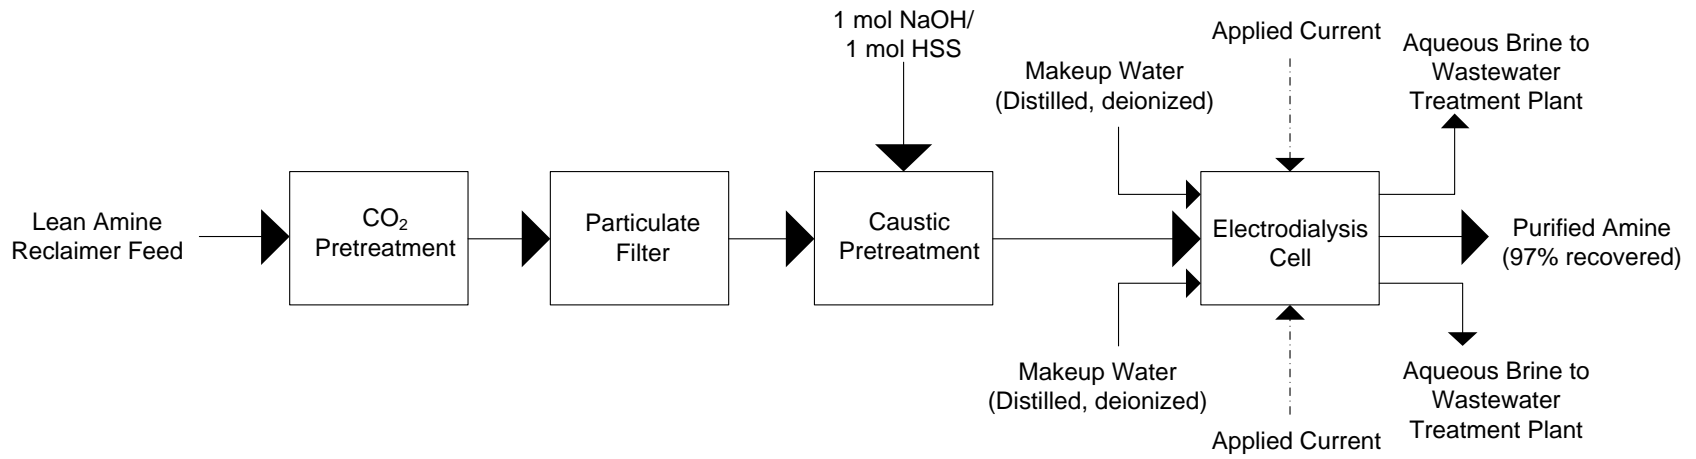 1 mol NaOH/
1 mol HSS
Applied Current
Aqueous Brine to
Wastewater
Treatment Plant
Makeup Water
(Distilled, deionized)
Lean Amine
Reclaimer Feed
CO₂
Pretreatment
Particulate
Filter
Caustic
Pretreatment
Electrodialysis
Cell
Purified Amine
(97% recovered)
Makeup Water
(Distilled, deionized)
Applied Current
Aqueous Brine to
Wastewater
Treatment Plant